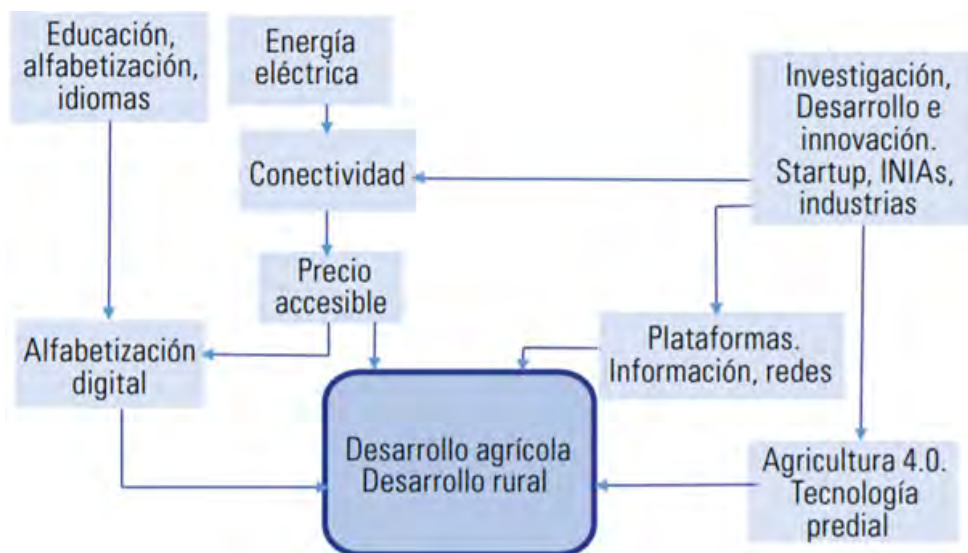 Educación,
alfabetización,
idiomas
Energía
eléctrica
Investigación,
Desarrollo e
innovación.
Startup, INIAs,
industrias
Conectividad
Precio
accesible
Alfabetización
digital
Plataformas.
Información, redes
Desarrollo agrícola
Desarrollo rural
Agricultura 4.0.
Tecnología
predial